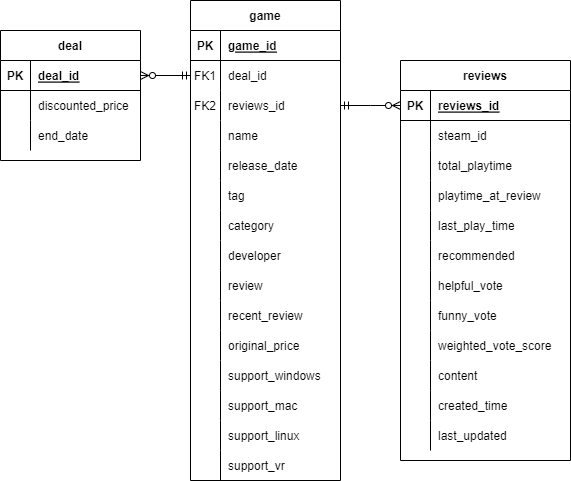 deal
PK deal_id
discounted_price
end_date
game
PK game_id
FK1 deal_id
FK2 reviews_id
name
release_date
tag
category
developer
review
recent_review
original_price
support_windows
support_mac
support_linux
support_vr
reviews
PK reviews_id
steam_id
total_playtime
playtime_at_review
last_play_time
recommended
helpful_vote
funny_vote
weighted_vote_score
content
created_time
last_updated